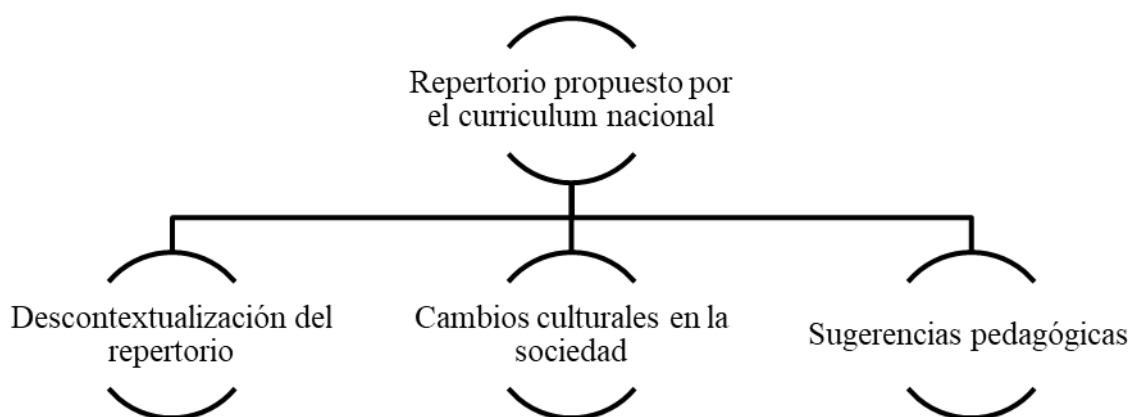 Repertorio propuesto por
el curriculum nacional
Descontextualización del
repertorio
Cambios culturales en la
sociedad
Sugerencias pedagógicas